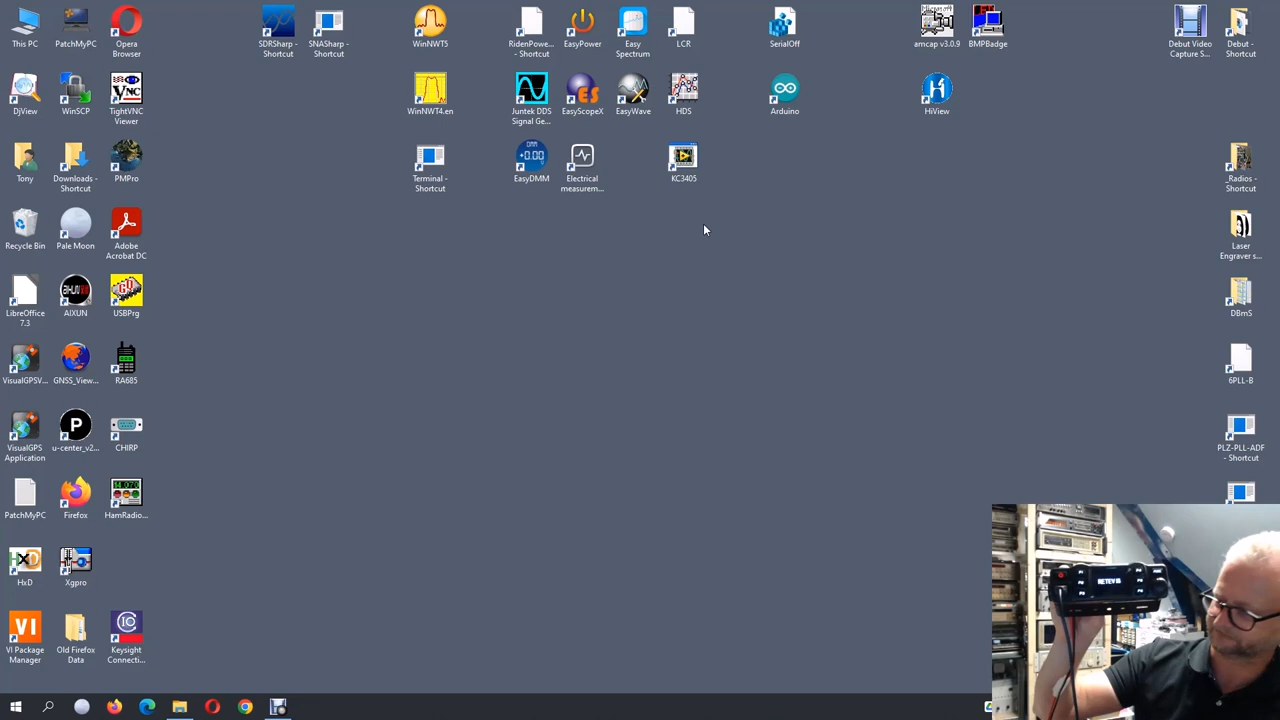 This PC
PatchMyPC
Opera
Browser
SDRSharp -
Shortcut
SNASharp -
Shortcut
WinNWT5
RidenPowe...
- Shortcut
EasyPower
Easy
Spectrum
LCR
SerialOff
amcap v3.0.9
BMPBadge
Debut Video
Capture S...
Debut -
Shortcut
DjView
WinSCP
TightVNC
Viewer
WinNWT4.en
Juntek DDS
Signal Ge...
EasyScopeX
EasyWave
HDS
Arduino
HiView
Tony
Downloads -
Shortcut
PMPro
Terminal -
Shortcut
EasyDMM
Electrical
measurem...
KC3405
_Radios -
Shortcut
Recycle Bin
Pale Moon
Adobe
Acrobat DC
Laser
Engraver s...
LibreOffice
7.3
AIXUN
USBPrg
DBmS
VisualGPSV...
GNSS_View...
RA685
6PLL-B
VisualGPS
Application
u-center_v2...
CHIRP
PLZ-PLL-ADF
- Shortcut
PatchMyPC
Firefox
HamRadio...
HxD
Xgpro
RETEVIS
VI Package
Manager
Old Firefox
Data
Keysight
Connecti...